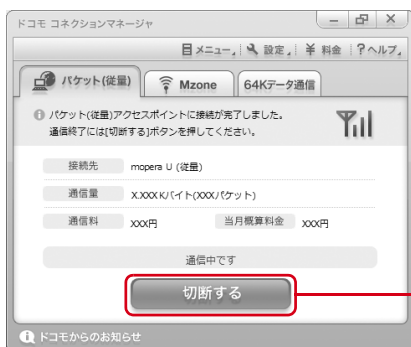 ドコモ コネクションマネージャ
メニュー 設定 ¥ 料金 ?ヘルプ
パケット(従量) Mzone 64Kデータ通信
パケット(従量)アクセスポイントに接続が完了しました。
通信終了には[切断する]ボタンを押してください。
接続先 mopera U (従量)
通信量 X.XXX Kバイト(XXXパケット)
通信料 XXX円 当月概算料金 XXX円
通信中です
切断する
ドコモからのお知らせ